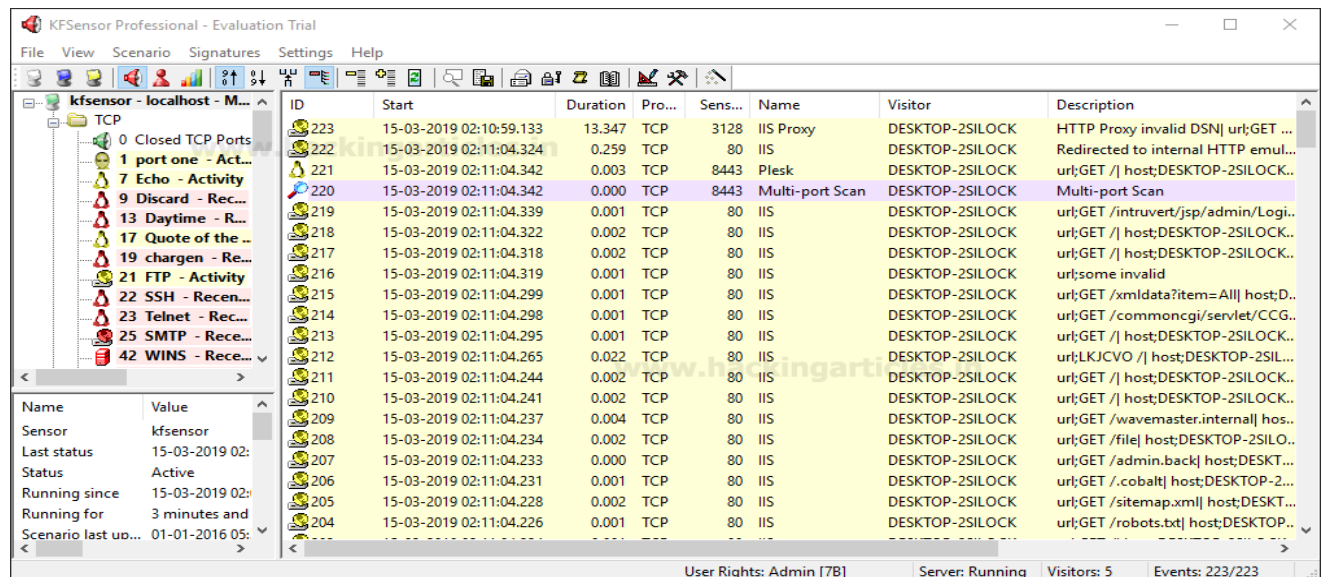 KFSensor Professional - Evaluation Trial
File View Scenario Signatures Settings Help
kfsensor - localhost - M...
TCP
0 Closed TCP Ports
1 port one - Act...
7 Echo - Activity
9 Discard - Rec...
13 Daytime - R...
17 Quote of the ...
19 chargen - Re...
21 FTP - Activity
22 SSH - Recen...
23 Telnet - Rec...
25 SMTP - Rece...
42 WINS - Rece...
Name Value
Sensor kfsensor
Last status 15-03-2019 02:
Status Active
Running since 15-03-2019 02:
Running for 3 minutes and
Scenario last up... 01-01-2016 05:
ID Start Duration Pro... Sens... Name Visitor Description
223 15-03-2019 02:10:59.133 13.347 TCP 3128 IIS Proxy DESKTOP-2SILOCK HTTP Proxy invalid DSN| url;GET ...
222 15-03-2019 02:11:04.324 0.259 TCP 80 IIS DESKTOP-2SILOCK Redirected to internal HTTP emul...
221 15-03-2019 02:11:04.342 0.003 TCP 8443 Plesk DESKTOP-2SILOCK url;GET /| host;DESKTOP-2SILOCK...
220 15-03-2019 02:11:04.342 0.000 TCP 8443 Multi-port Scan DESKTOP-2SILOCK Multi-port Scan
219 15-03-2019 02:11:04.339 0.001 TCP 80 IIS DESKTOP-2SILOCK url;GET /intruvert/jsp/admin/Logi...
218 15-03-2019 02:11:04.322 0.002 TCP 80 IIS DESKTOP-2SILOCK url;GET /| host;DESKTOP-2SILOCK...
217 15-03-2019 02:11:04.318 0.002 TCP 80 IIS DESKTOP-2SILOCK url;GET /| host;DESKTOP-2SILOCK...
216 15-03-2019 02:11:04.319 0.001 TCP 80 IIS DESKTOP-2SILOCK url;some invalid
215 15-03-2019 02:11:04.299 0.001 TCP 80 IIS DESKTOP-2SILOCK url;GET /xmldata?item=All| host;D...
214 15-03-2019 02:11:04.298 0.001 TCP 80 IIS DESKTOP-2SILOCK url;GET /commoncgi/servlet/CCG...
213 15-03-2019 02:11:04.295 0.001 TCP 80 IIS DESKTOP-2SILOCK url;GET /| host;DESKTOP-2SILOCK...
212 15-03-2019 02:11:04.265 0.022 TCP 80 IIS DESKTOP-2SILOCK url;LKJCVO /| host;DESKTOP-2SIL...
211 15-03-2019 02:11:04.244 0.002 TCP 80 IIS DESKTOP-2SILOCK url;GET /| host;DESKTOP-2SILOCK...
210 15-03-2019 02:11:04.241 0.002 TCP 80 IIS DESKTOP-2SILOCK url;GET /| host;DESKTOP-2SILOCK...
209 15-03-2019 02:11:04.237 0.004 TCP 80 IIS DESKTOP-2SILOCK url;GET /wavemaster.internal| hos...
208 15-03-2019 02:11:04.234 0.002 TCP 80 IIS DESKTOP-2SILOCK url;GET /file| host;DESKTOP-2SILO...
207 15-03-2019 02:11:04.233 0.000 TCP 80 IIS DESKTOP-2SILOCK url;GET /admin.back| host;DESKT...
206 15-03-2019 02:11:04.231 0.001 TCP 80 IIS DESKTOP-2SILOCK url;GET /.cobalt| host;DESKTOP-2...
205 15-03-2019 02:11:04.228 0.002 TCP 80 IIS DESKTOP-2SILOCK url;GET /sitemap.xml| host;DESKT...
204 15-03-2019 02:11:04.226 0.001 TCP 80 IIS DESKTOP-2SILOCK url;GET /robots.txt| host;DESKTOP...
www.hackingarticles.in
www.hackingarticles.in
User Rights: Admin [7B] Server: Running Visitors: 5 Events: 223/223